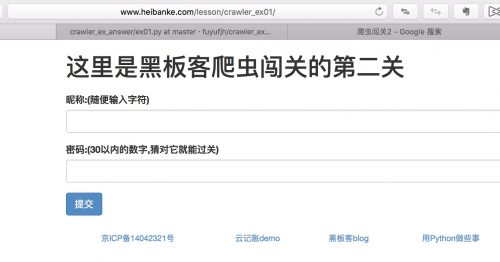 www.heibanke.com/lesson/crawler_ex01/
crawler_ex_answer/ex01.py at master · fuyufjh/crawler_ex... 爬虫闯关2 - Google 搜索
这里是黑板客爬虫闯关的第二关
昵称:(随便输入字符)
密码:(30以内的数字,猜对它就能过关)
提交
京ICP备14042321号 云记账demo 黑板客blog 用Python做些事